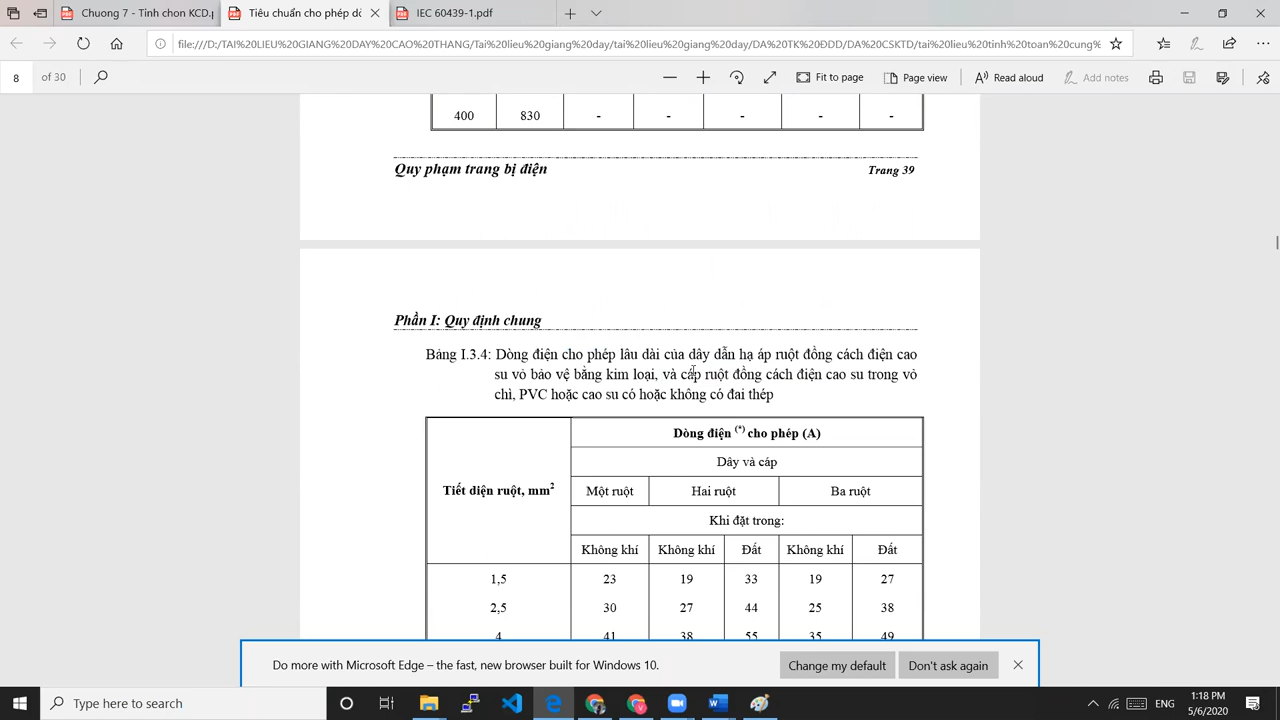 Chuong 7 - Tinh chon KCD.p
Tiêu chuẩn cho phép dò
IEC 60439-1.pdf
file:///D:/TAI%20LIEU%20GIANG%20DAY%20CAO%20THANG/Tai%20lieu%20giang%20day/tai%20lieu%20giang%20day/DA%20TK%20ĐDD/DA%20CSKTD/tai%20lieu%20tinh%20toan%20cung%
8 of 30
Fit to page
Page view
Read aloud
Add notes
400 830 - - - - -
Quy phạm trang bị điện Trang 39
Phần I: Quy định chung
Bảng I.3.4: Dòng điện cho phép lâu dài của dây dẫn hạ áp ruột đồng cách điện cao
su vỏ bảo vệ bằng kim loại, và cáp ruột đồng cách điện cao su trong vỏ
chì, PVC hoặc cao su có hoặc không có đai thép
Dòng điện (*) cho phép (A)
Dây và cáp
Tiết diện ruột, mm2
Một ruột Hai ruột Ba ruột
Khi đặt trong:
Không khí Không khí Đất Không khí Đất
1,5 23 19 33 19 27
2,5 30 27 44 25 38
4 41 38 55 35 49
Do more with Microsoft Edge – the fast, new browser built for Windows 10.
Change my default
Don't ask again
Type here to search
ENG
1:18 PM
5/6/2020